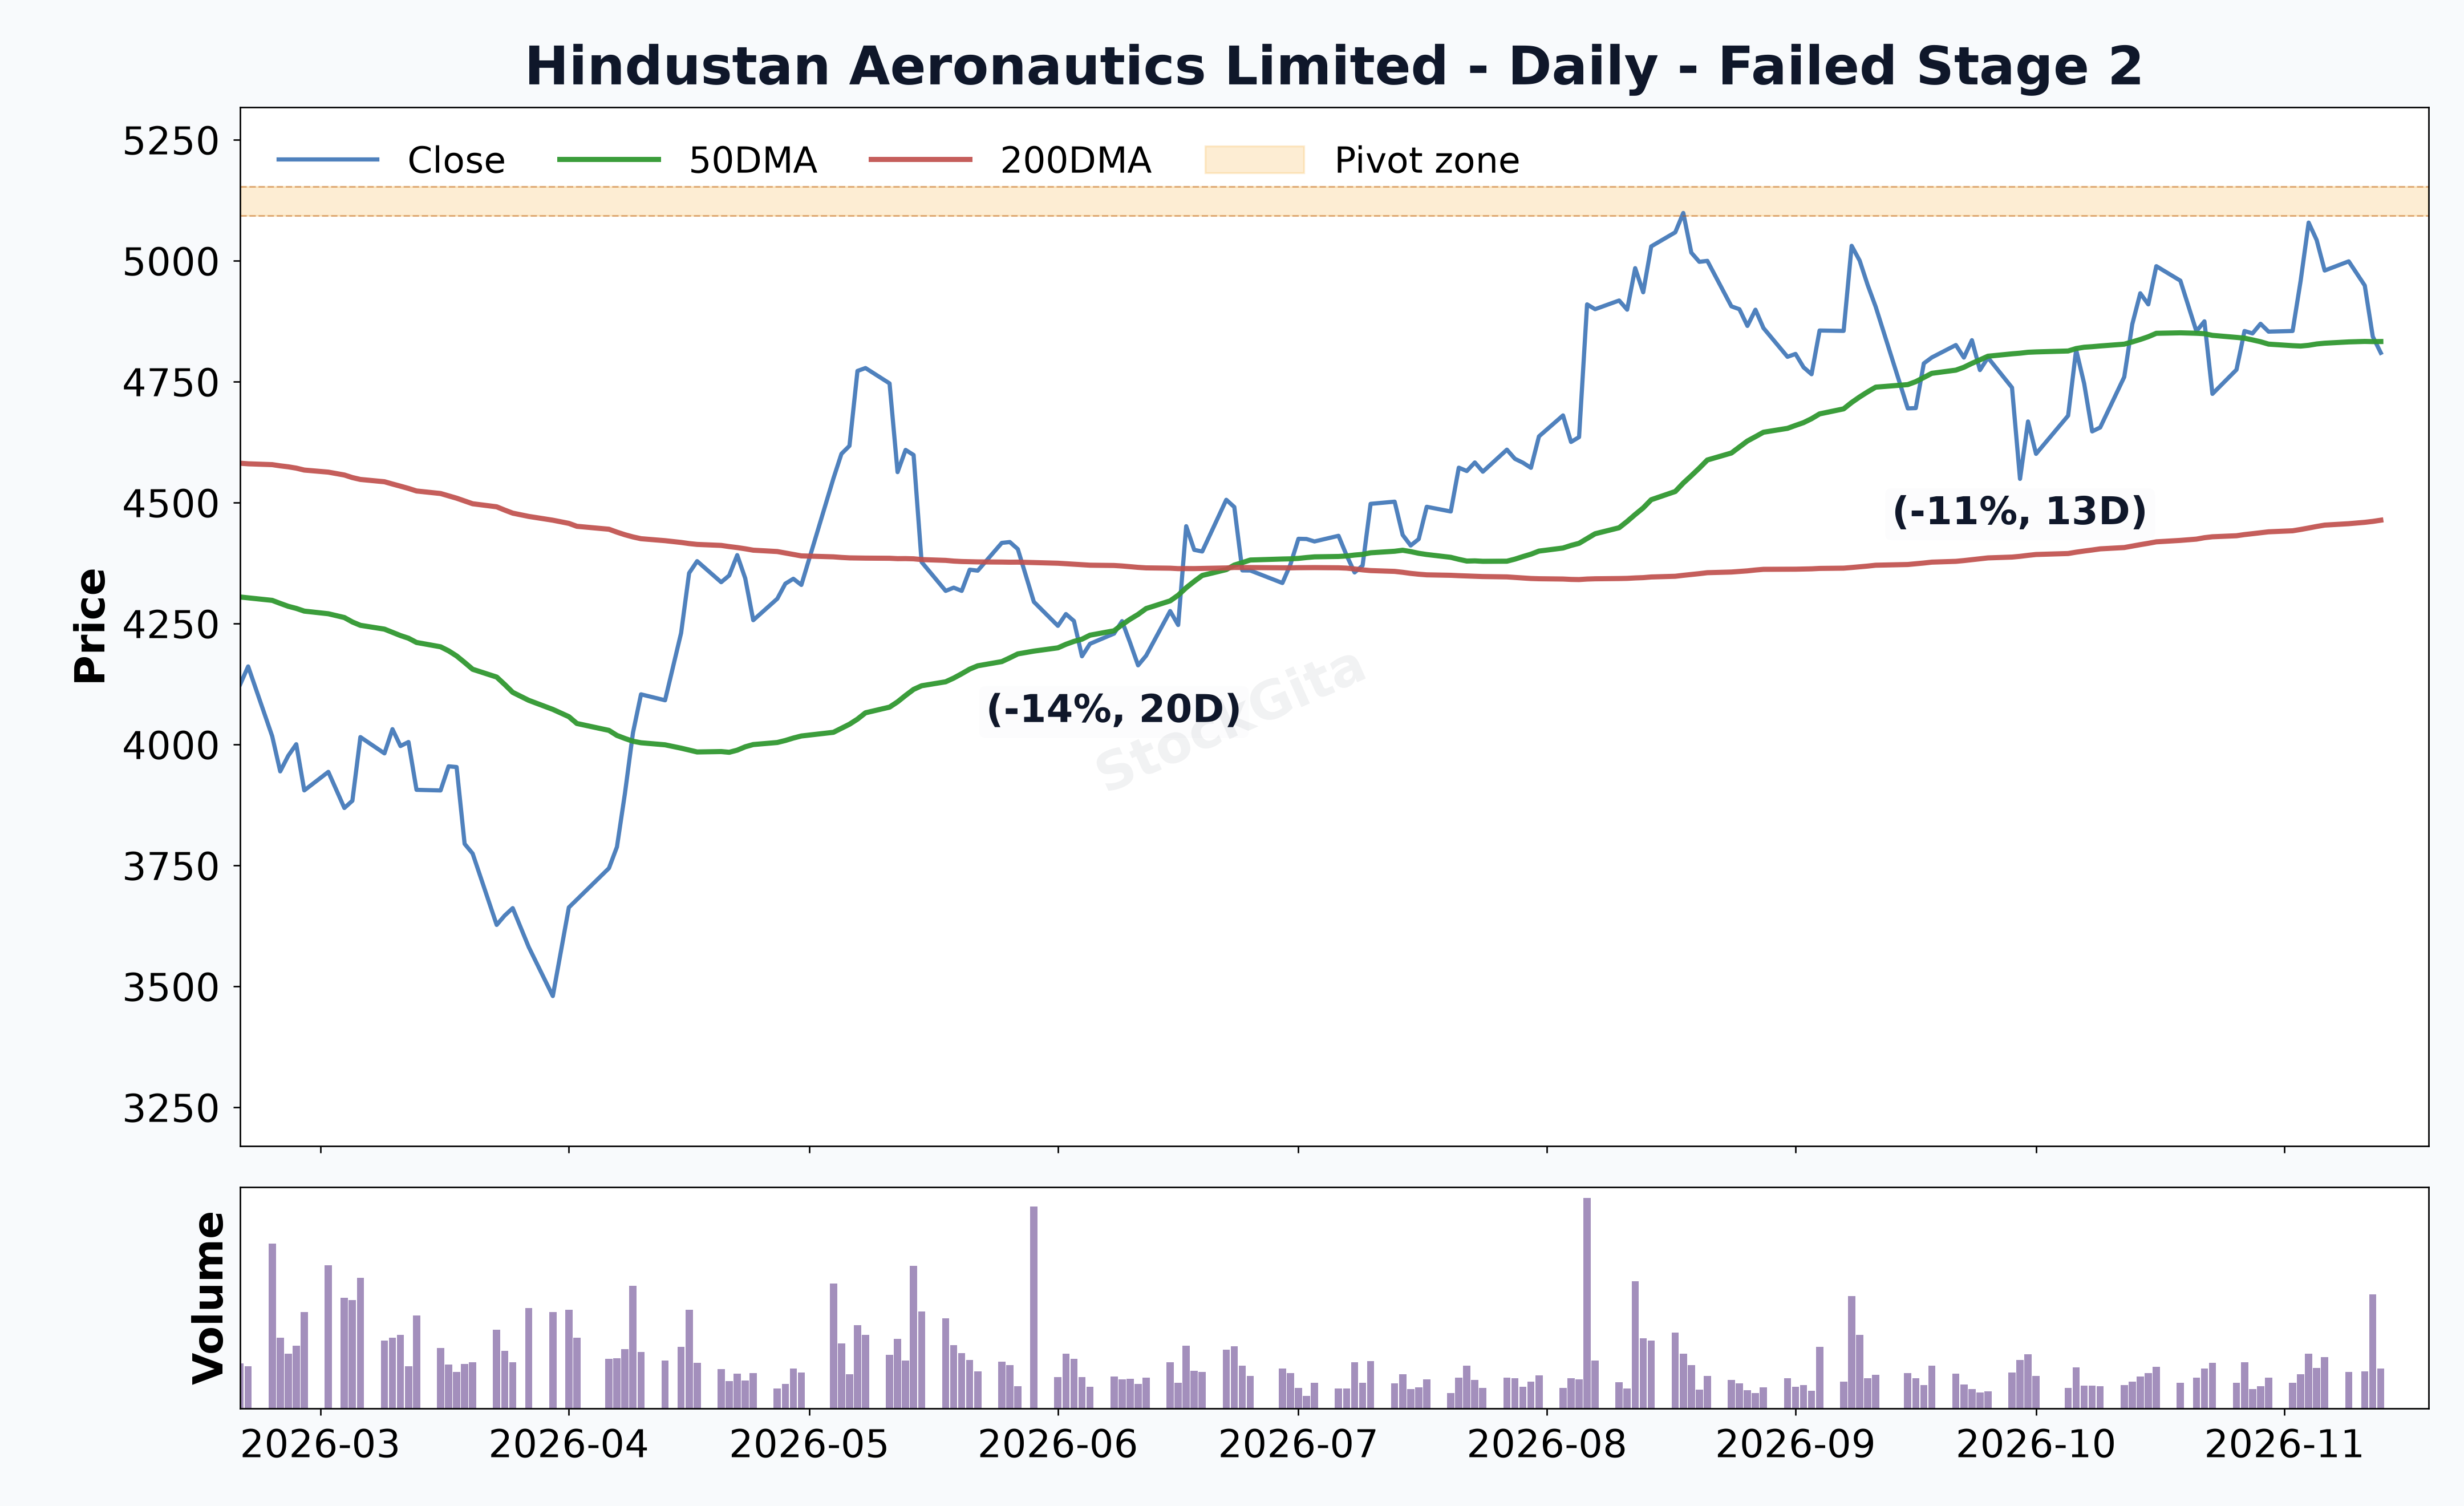 Hindustan Aeronautics Limited - Daily - Failed Stage 2
Close 50DMA 200DMA Pivot zone
5250
5000
4750
4500
4250
4000
3750
3500
3250
Price
(-11%, 13D)
(-14%, 20D)
StockGita
Volume
2026-03 2026-04 2026-05 2026-06 2026-07 2026-08 2026-09 2026-10 2026-11